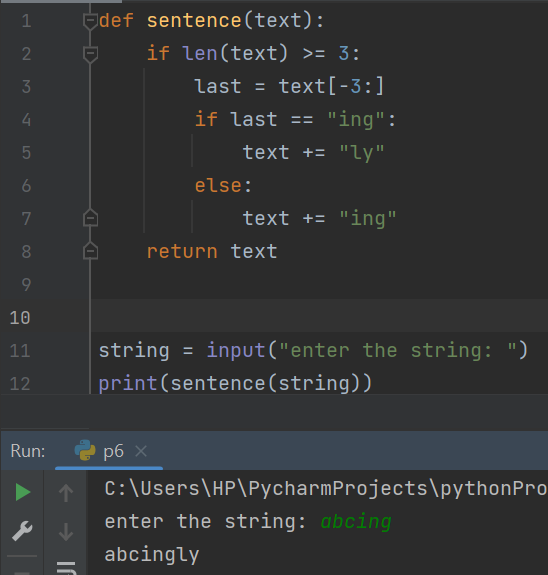 1 def sentence(text):
2     if len(text) >= 3:
3         last = text[-3:]
4         if last == "ing":
5             text += "ly"
6         else:
7             text += "ing"
8     return text
9
10
11 string = input("enter the string: ")
12 print(sentence(string))
Run: p6
C:\Users\HP\PycharmProjects\pythonPro
enter the string: abcing
abcingly